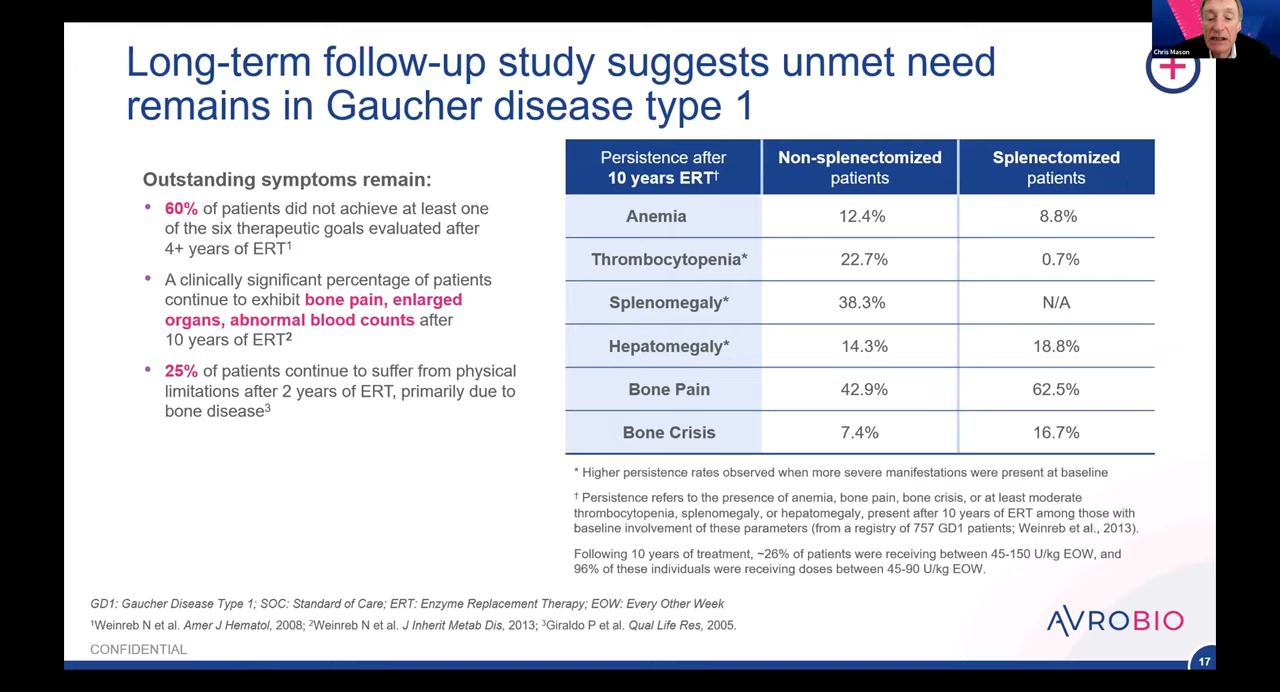 Chris Mason
Long-term follow-up study suggests unmet need
remains in Gaucher disease type 1
Outstanding symptoms remain:
• 60% of patients did not achieve at least one
of the six therapeutic goals evaluated after
4+ years of ERT¹
• A clinically significant percentage of patients
continue to exhibit bone pain, enlarged
organs, abnormal blood counts after
10 years of ERT²
• 25% of patients continue to suffer from physical
limitations after 2 years of ERT, primarily due to
bone disease³
Persistence after Non-splenectomized Splenectomized
10 years ERT† patients patients
Anemia 12.4% 8.8%
Thrombocytopenia* 22.7% 0.7%
Splenomegaly* 38.3% N/A
Hepatomegaly* 14.3% 18.8%
Bone Pain 42.9% 62.5%
Bone Crisis 7.4% 16.7%
* Higher persistence rates observed when more severe manifestations were present at baseline
† Persistence refers to the presence of anemia, bone pain, bone crisis, or at least moderate
thrombocytopenia, splenomegaly, or hepatomegaly, present after 10 years of ERT among those with
baseline involvement of these parameters (from a registry of 757 GD1 patients; Weinreb et al., 2013).
Following 10 years of treatment, ~26% of patients were receiving between 45-150 U/kg EOW, and
96% of these individuals were receiving doses between 45-90 U/kg EOW.
GD1: Gaucher Disease Type 1; SOC: Standard of Care; ERT: Enzyme Replacement Therapy; EOW: Every Other Week
¹Weinreb N et al. Amer J Hematol, 2008; ²Weinreb N et al. J Inherit Metab Dis, 2013; ³Giraldo P et al. Qual Life Res, 2005.
AVROBIO
CONFIDENTIAL
17